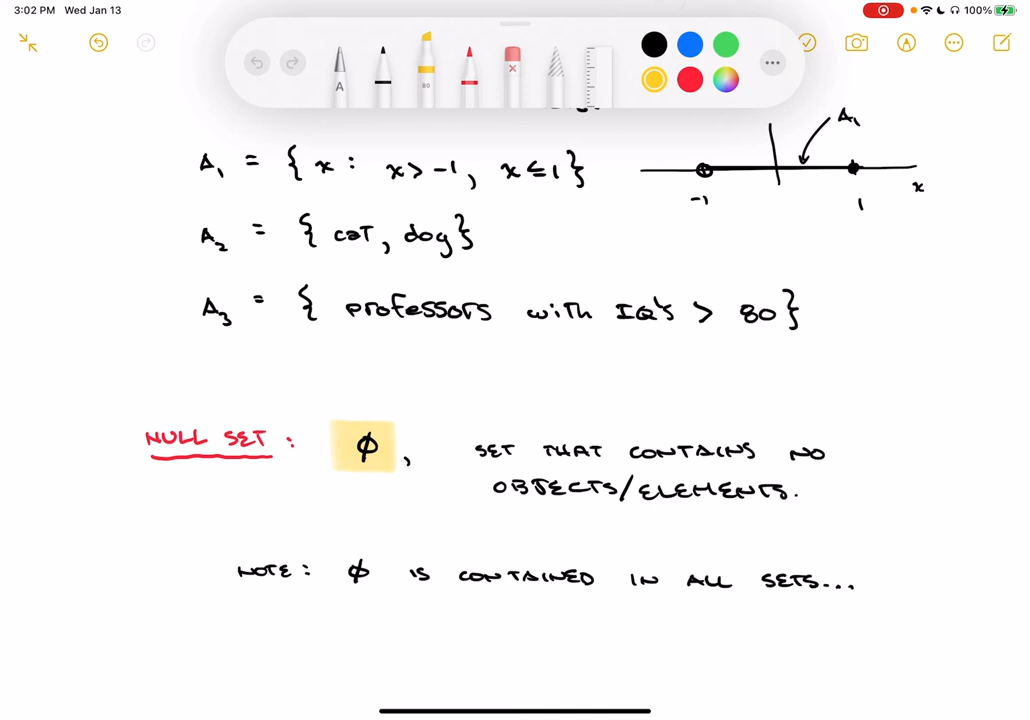 3:02 PM Wed Jan 13
100%
A
80
A₁
A₁ = { x : x > -1, x ≤ 1}
-1
1
x
A₂ = { cat, dog}
A₃ = { professors with IQ's > 80}
NULL SET : ϕ, SET THAT CONTAINS NO
OBJECTS/ELEMENTS.
NOTE: ϕ IS CONTAINED IN ALL SETS...